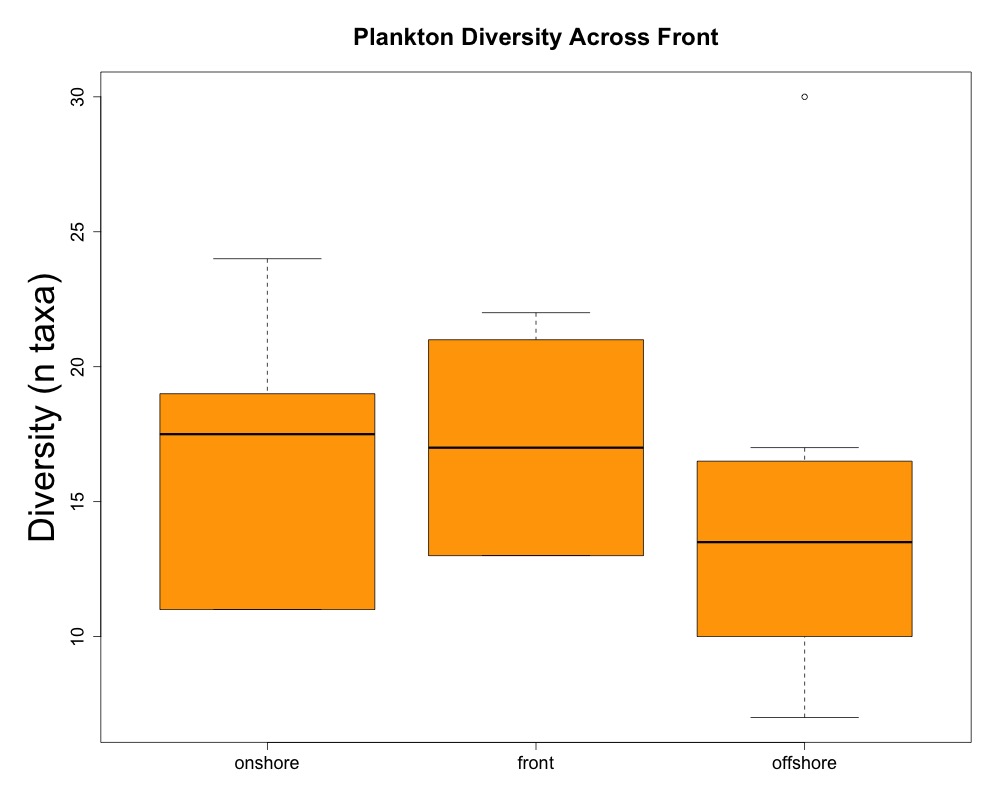 Plankton Diversity Across Front
Diversity (n taxa)
30
25
20
15
10
onshore
front
offshore